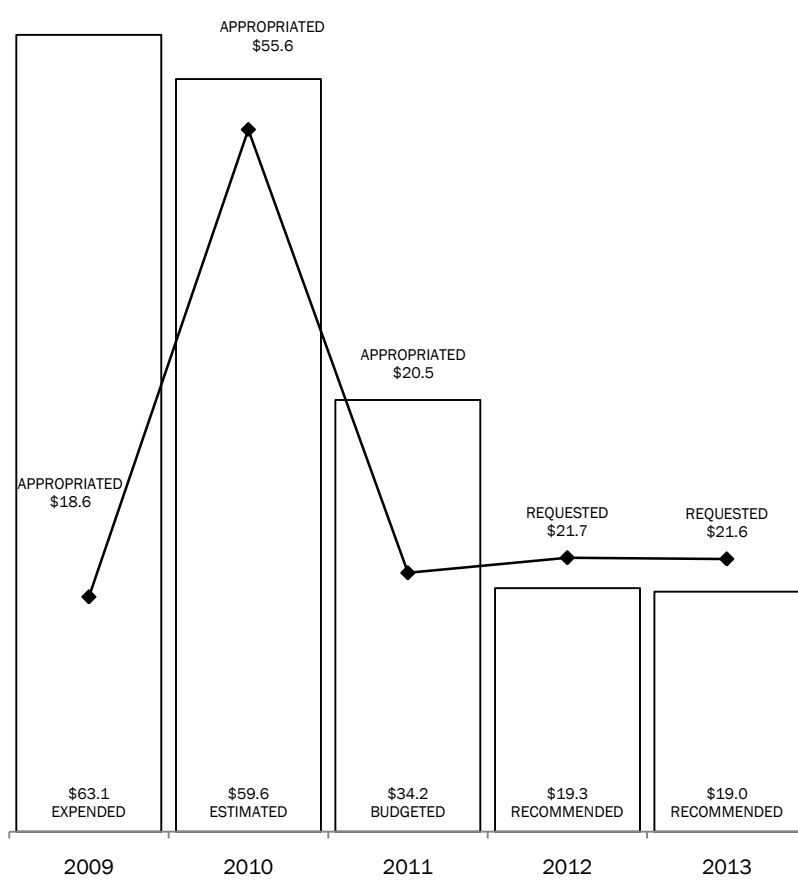 APPROPRIATED
$55.6
APPROPRIATED
$20.5
APPROPRIATED
$18.6
REQUESTED
$21.7
REQUESTED
$21.6
$63.1
EXPENDED
$59.6
ESTIMATED
$34.2
BUDGETED
$19.3
RECOMMENDED
$19.0
RECOMMENDED
2009
2010
2011
2012
2013